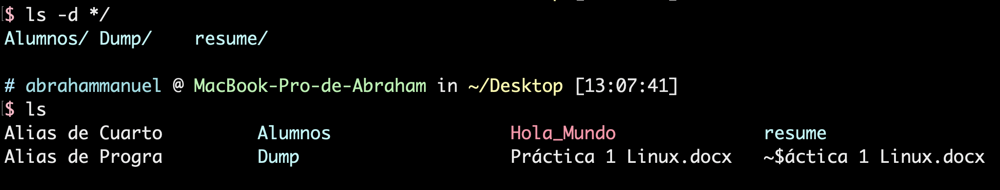 $ ls -d */
Alumnos/ Dump/    resume/
# abrahammanuel @ MacBook-Pro-de-Abraham in ~/Desktop [13:07:41]
$ ls
Alias de Cuarto         Alumnos                 Hola_Mundo              resume
Alias de Progra         Dump                    Práctica 1 Linux.docx   ~$áctica 1 Linux.docx